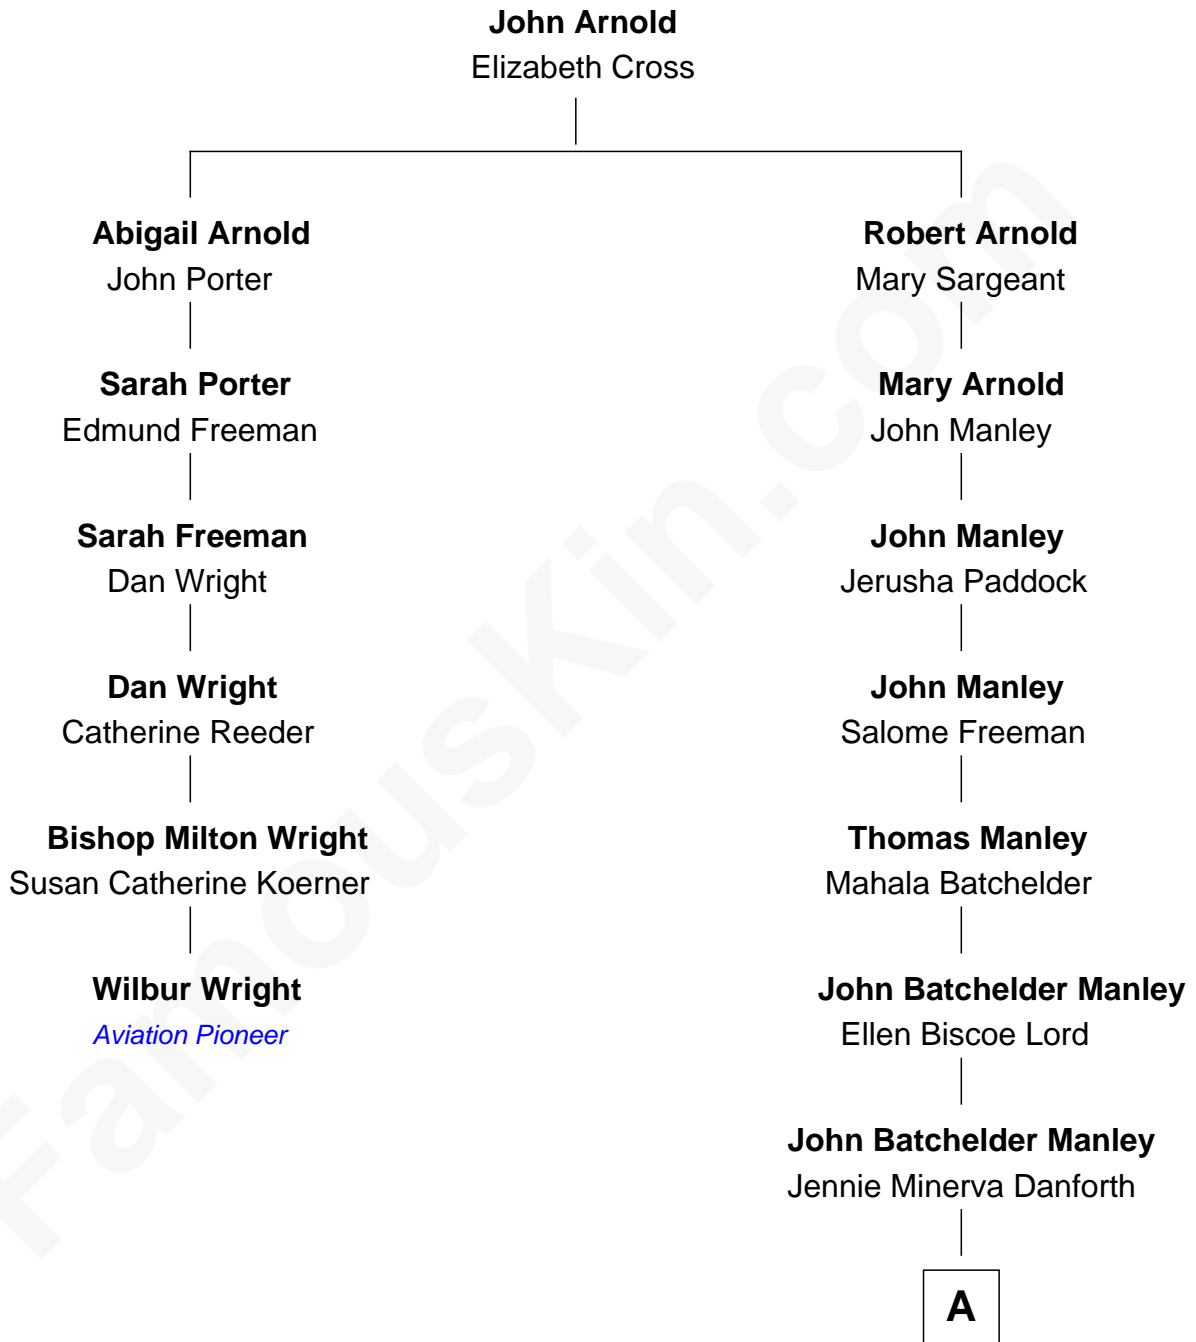 John Arnold
Elizabeth Cross
Abigail Arnold
John Porter
Robert Arnold
Mary Sargeant
Sarah Porter
Edmund Freeman
Mary Arnold
John Manley
Sarah Freeman
Dan Wright
John Manley
Jerusha Paddock
Dan Wright
Catherine Reeder
John Manley
Salome Freeman
Bishop Milton Wright
Susan Catherine Koerner
Thomas Manley
Mahala Batchelder
Wilbur Wright
Aviation Pioneer
John Batchelder Manley
Ellen Biscoe Lord
John Batchelder Manley
Jennie Minerva Danforth
A
FamousKin.com